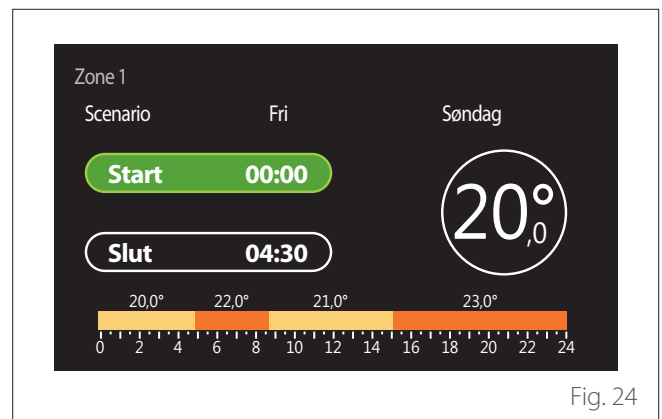 Zone 1
Scenario Fri Søndag
Start 00:00
20,0°
Slut 04:30
20,0° 22,0° 21,0° 23,0°
0 2 4 6 8 10 12 14 16 18 20 22 24
Fig. 24